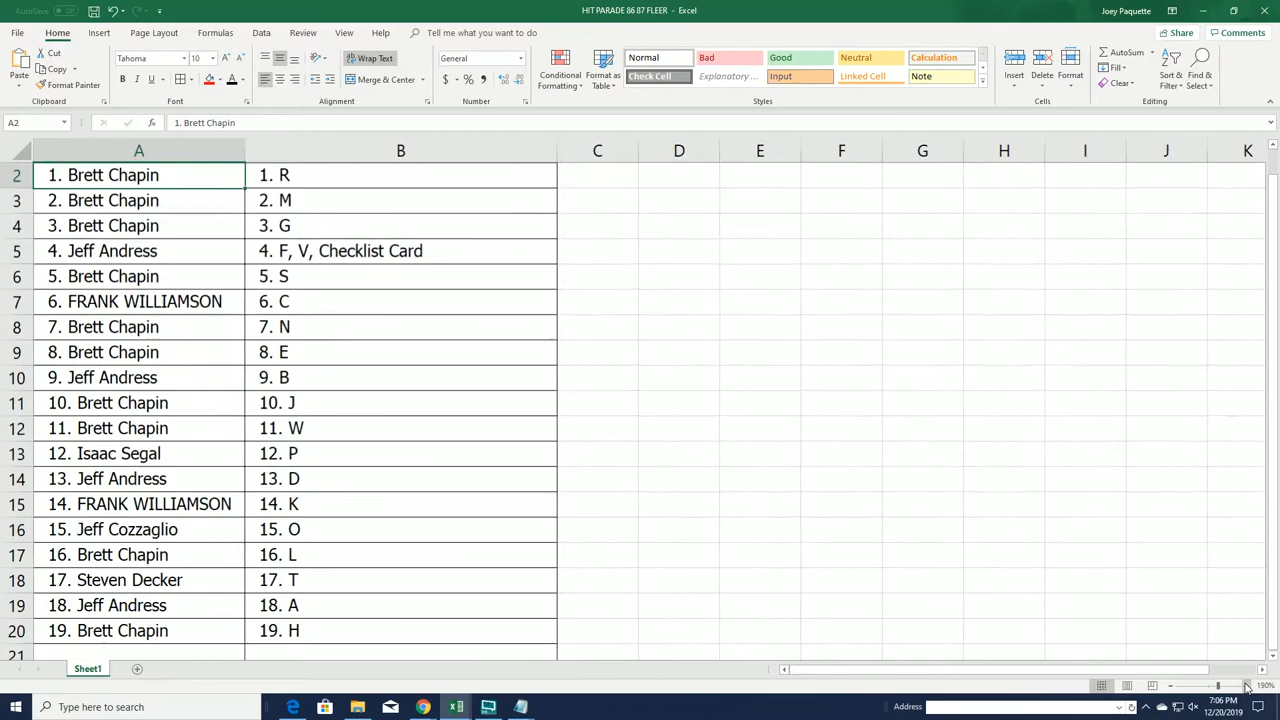 AutoSave Off HIT PARADE 86 87 FLEER - Excel Joey Paquette
File Home Insert Page Layout Formulas Data Review View Help Tell me what you want to do Share Comments
Paste Cut Tahoma 10 Wrap Text General Conditional Formatting Format as Table Normal Bad Good Neutral Calculation Insert Delete Format AutoSum Sort & Filter Find & Select
Copy B I U A Merge & Center $ % , Check Cell Explanatory ... Input Linked Cell Note Fill
Format Painter Clear
Clipboard Font Alignment Number Styles Cells Editing
A2 fx 1. Brett Chapin
A B C D E F G H I J K
2 1. Brett Chapin 1. R
3 2. Brett Chapin 2. M
4 3. Brett Chapin 3. G
5 4. Jeff Andress 4. F, V, Checklist Card
6 5. Brett Chapin 5. S
7 6. FRANK WILLIAMSON 6. C
8 7. Brett Chapin 7. N
9 8. Brett Chapin 8. E
10 9. Jeff Andress 9. B
11 10. Brett Chapin 10. J
12 11. Brett Chapin 11. W
13 12. Isaac Segal 12. P
14 13. Jeff Andress 13. D
15 14. FRANK WILLIAMSON 14. K
16 15. Jeff Cozzaglio 15. O
17 16. Brett Chapin 16. L
18 17. Steven Decker 17. T
19 18. Jeff Andress 18. A
20 19. Brett Chapin 19. H
21
Sheet1
190%
Type here to search Address 7:06 PM
12/20/2019